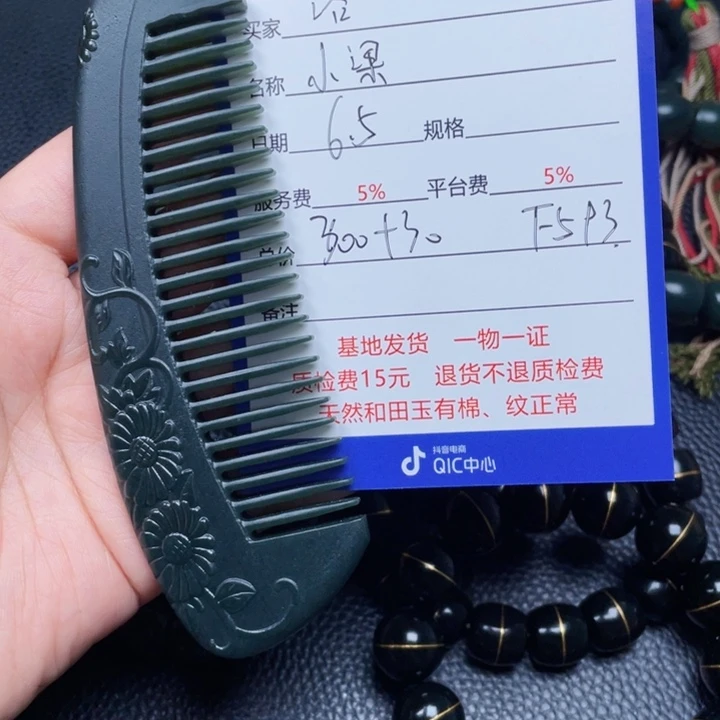 买家
名称 小溧
日期 6.5 规格
服务费 5% 平台费 5%
总价 300+30 F5P3.
备注
基地发货 一物一证
质检费15元 退货不退质检费
天然和田玉有棉、纹正常
抖音电商
QIC中心